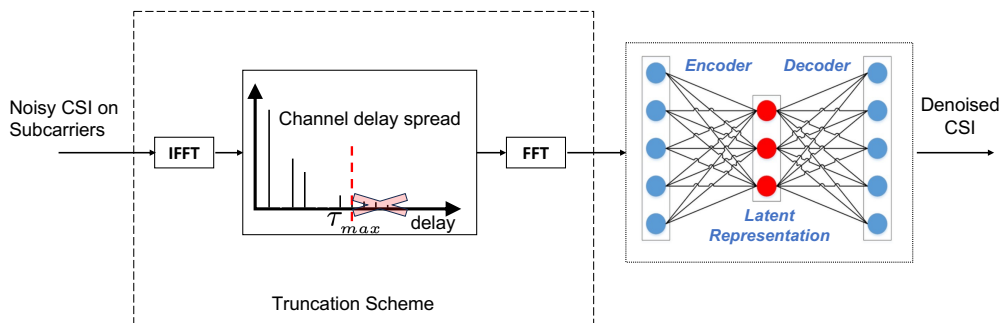 Noisy CSI on
Subcarriers
IFFT
Channel delay spread
τmax
delay
FFT
Truncation Scheme
Encoder
Decoder
Latent
Representation
Denoised
CSI